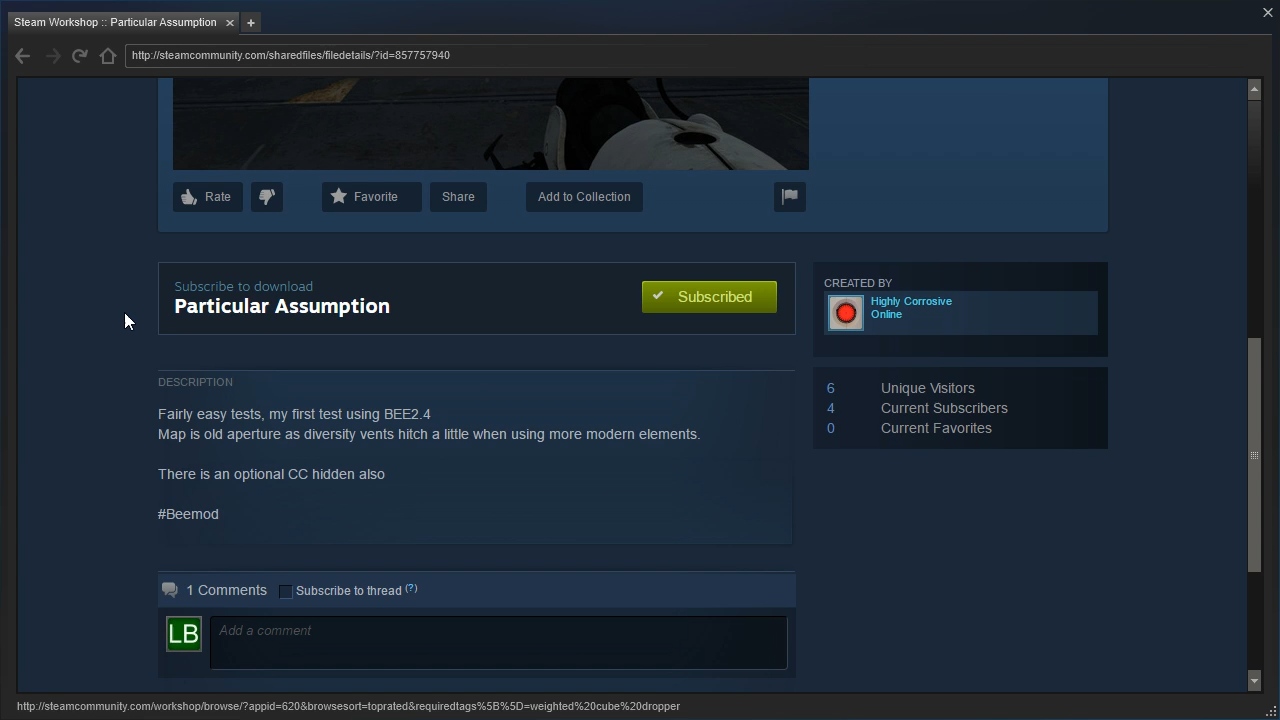 Steam Workshop :: Particular Assumption
http://steamcommunity.com/sharedfiles/filedetails/?id=857757940
Rate
Favorite
Share
Add to Collection
Subscribe to download
Particular Assumption
Subscribed
CREATED BY
Highly Corrosive
Online
6 Unique Visitors
4 Current Subscribers
0 Current Favorites
DESCRIPTION
Fairly easy tests, my first test using BEE2.4
Map is old aperture as diversity vents hitch a little when using more modern elements.
There is an optional CC hidden also
#Beemod
1 Comments
Subscribe to thread (?)
LB
Add a comment
http://steamcommunity.com/workshop/browse/?appid=620&browsesort=toprated&requiredtags%5B%5D=weighted%20cube%20dropper